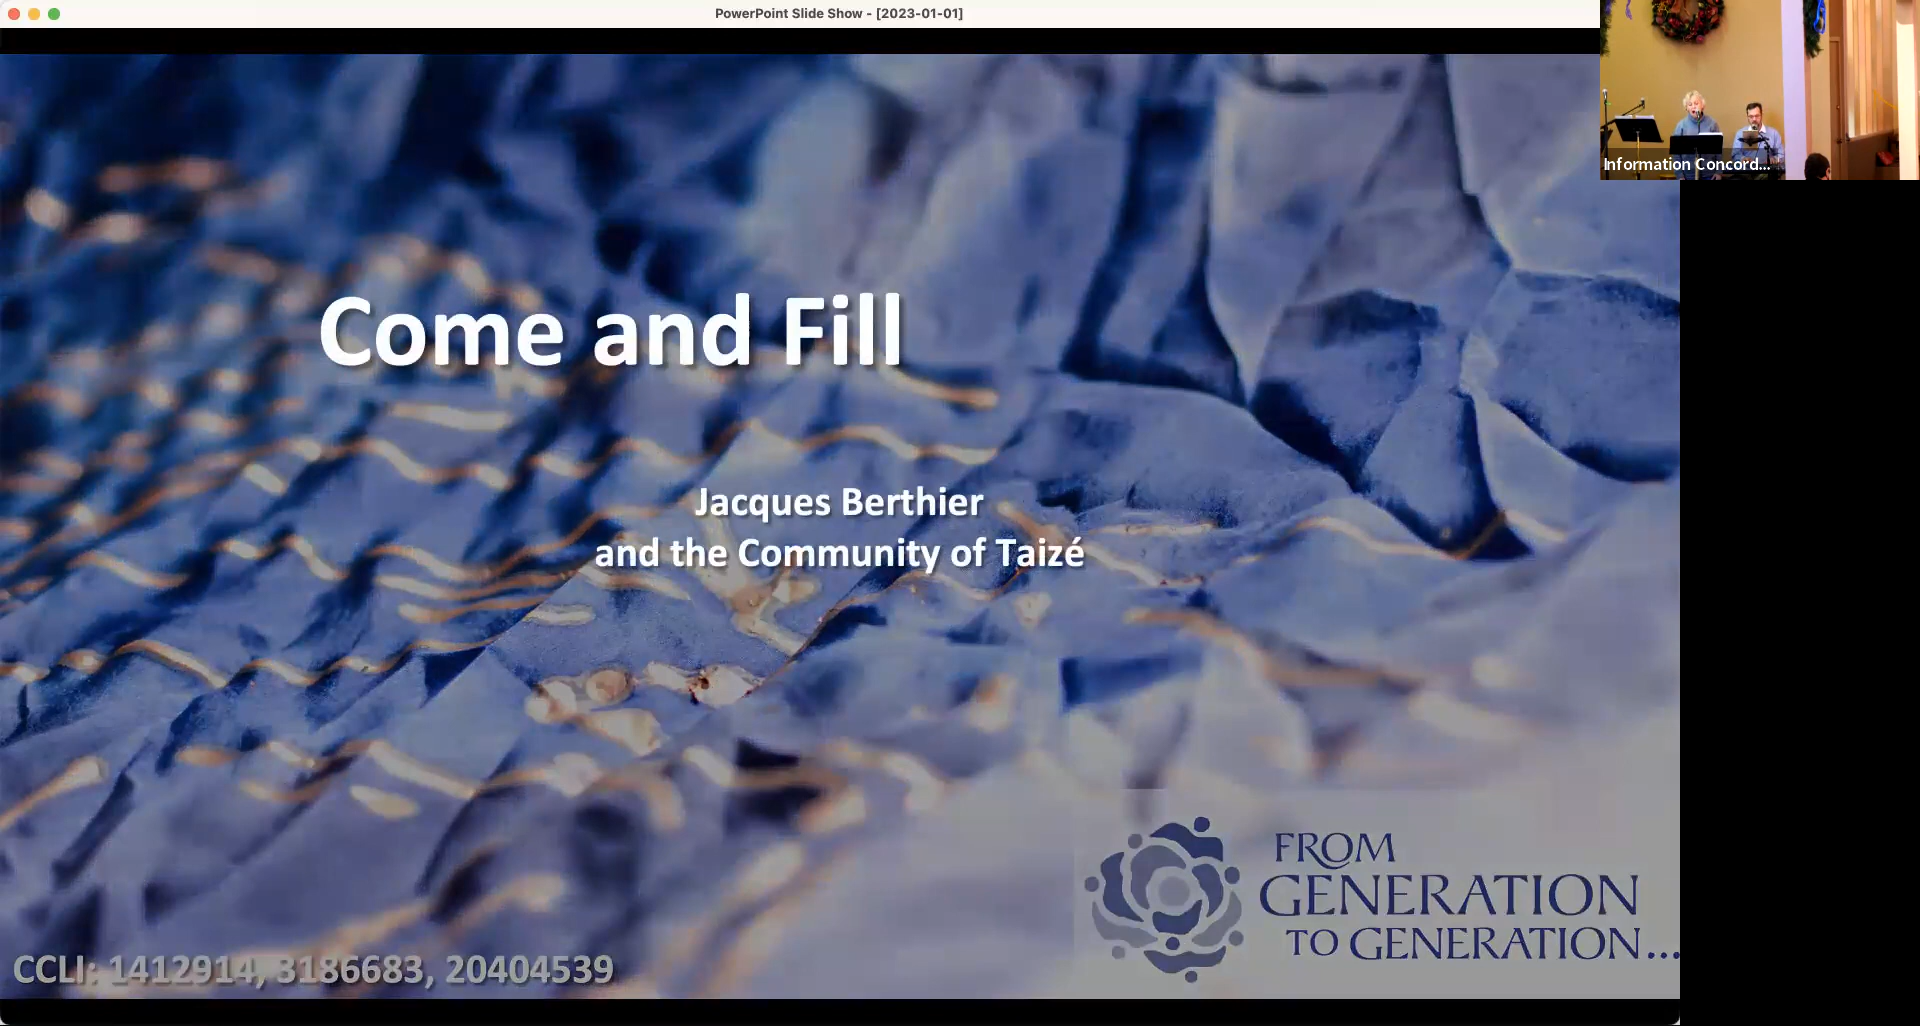 PowerPoint Slide Show - [2023-01-01]
Information Concord...
Come and Fill
Jacques Berthier
and the Community of Taizé
FROM
GENERATION
TO GENERATION...
CCLI: 1412914, 3186683, 20404539